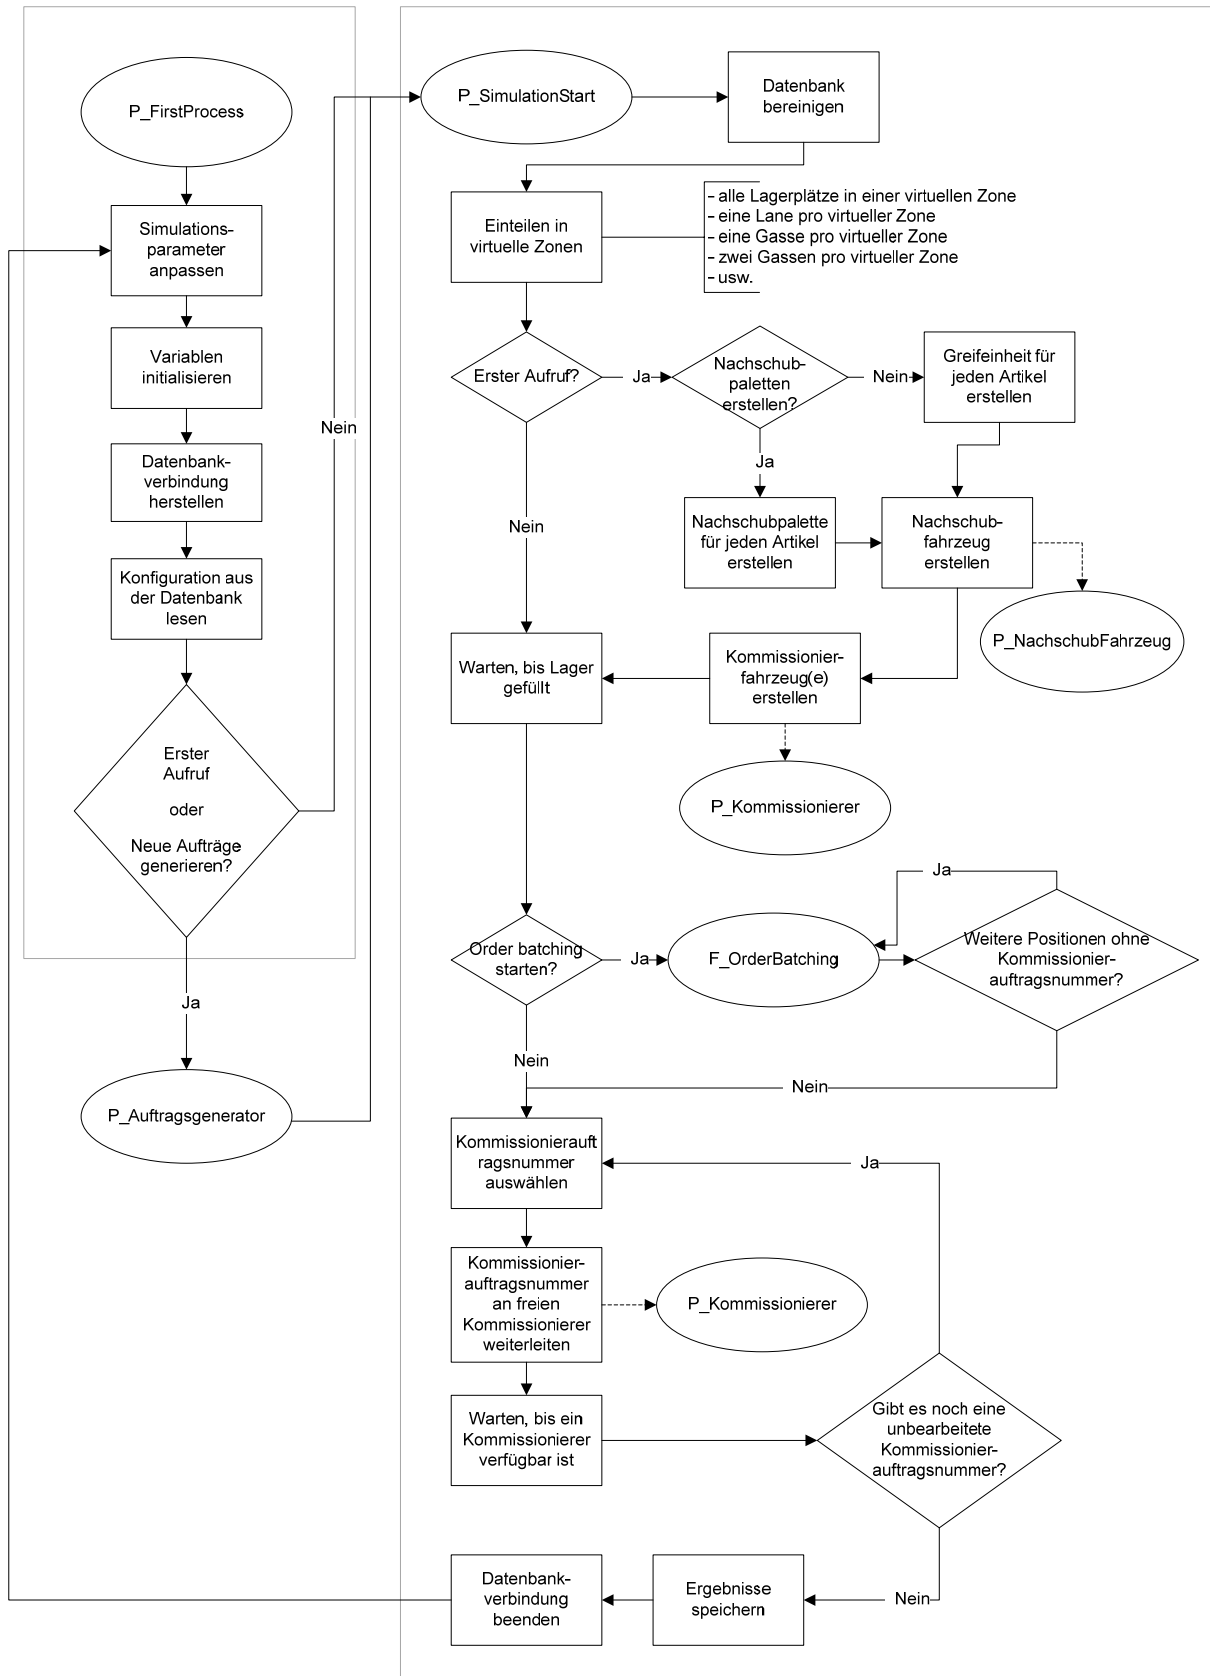 P_FirstProcess
Simulations-
parameter
anpassen
Variablen
initialisieren
Datenbank-
verbindung
herstellen
Konfiguration aus
der Datenbank
lesen
Erster
Aufruf
oder
Neue Aufträge
generieren?
Nein
Ja
P_Auftragsgenerator
P_SimulationStart
Datenbank
bereinigen
Einteilen in
virtuelle Zonen
- alle Lagerplätze in einer virtuellen Zone
- eine Lane pro virtueller Zone
- eine Gasse pro virtueller Zone
- zwei Gassen pro virtueller Zone
- usw.
Erster Aufruf?
Ja
Nachschub-
paletten
erstellen?
Nein
Greifeinheit für
jeden Artikel
erstellen
Ja
Nein
Nachschubpalette
für jeden Artikel
erstellen
Nachschub-
fahrzeug
erstellen
P_NachschubFahrzeug
Warten, bis Lager
gefüllt
Kommissionier-
fahrzeug(e)
erstellen
P_Kommissionierer
Order batching
starten?
Ja
F_OrderBatching
Ja
Weitere Positionen ohne
Kommissionier-
auftragsnummer?
Nein
Nein
Kommissionierauft
ragsnummer
auswählen
Ja
Kommissionier-
auftragsnummer
an freien
Kommissionierer
weiterleiten
P_Kommissionierer
Warten, bis ein
Kommissionierer
verfügbar ist
Gibt es noch eine
unbearbeitete
Kommissionier-
auftragsnummer?
Nein
Ergebnisse
speichern
Datenbank-
verbindung
beenden